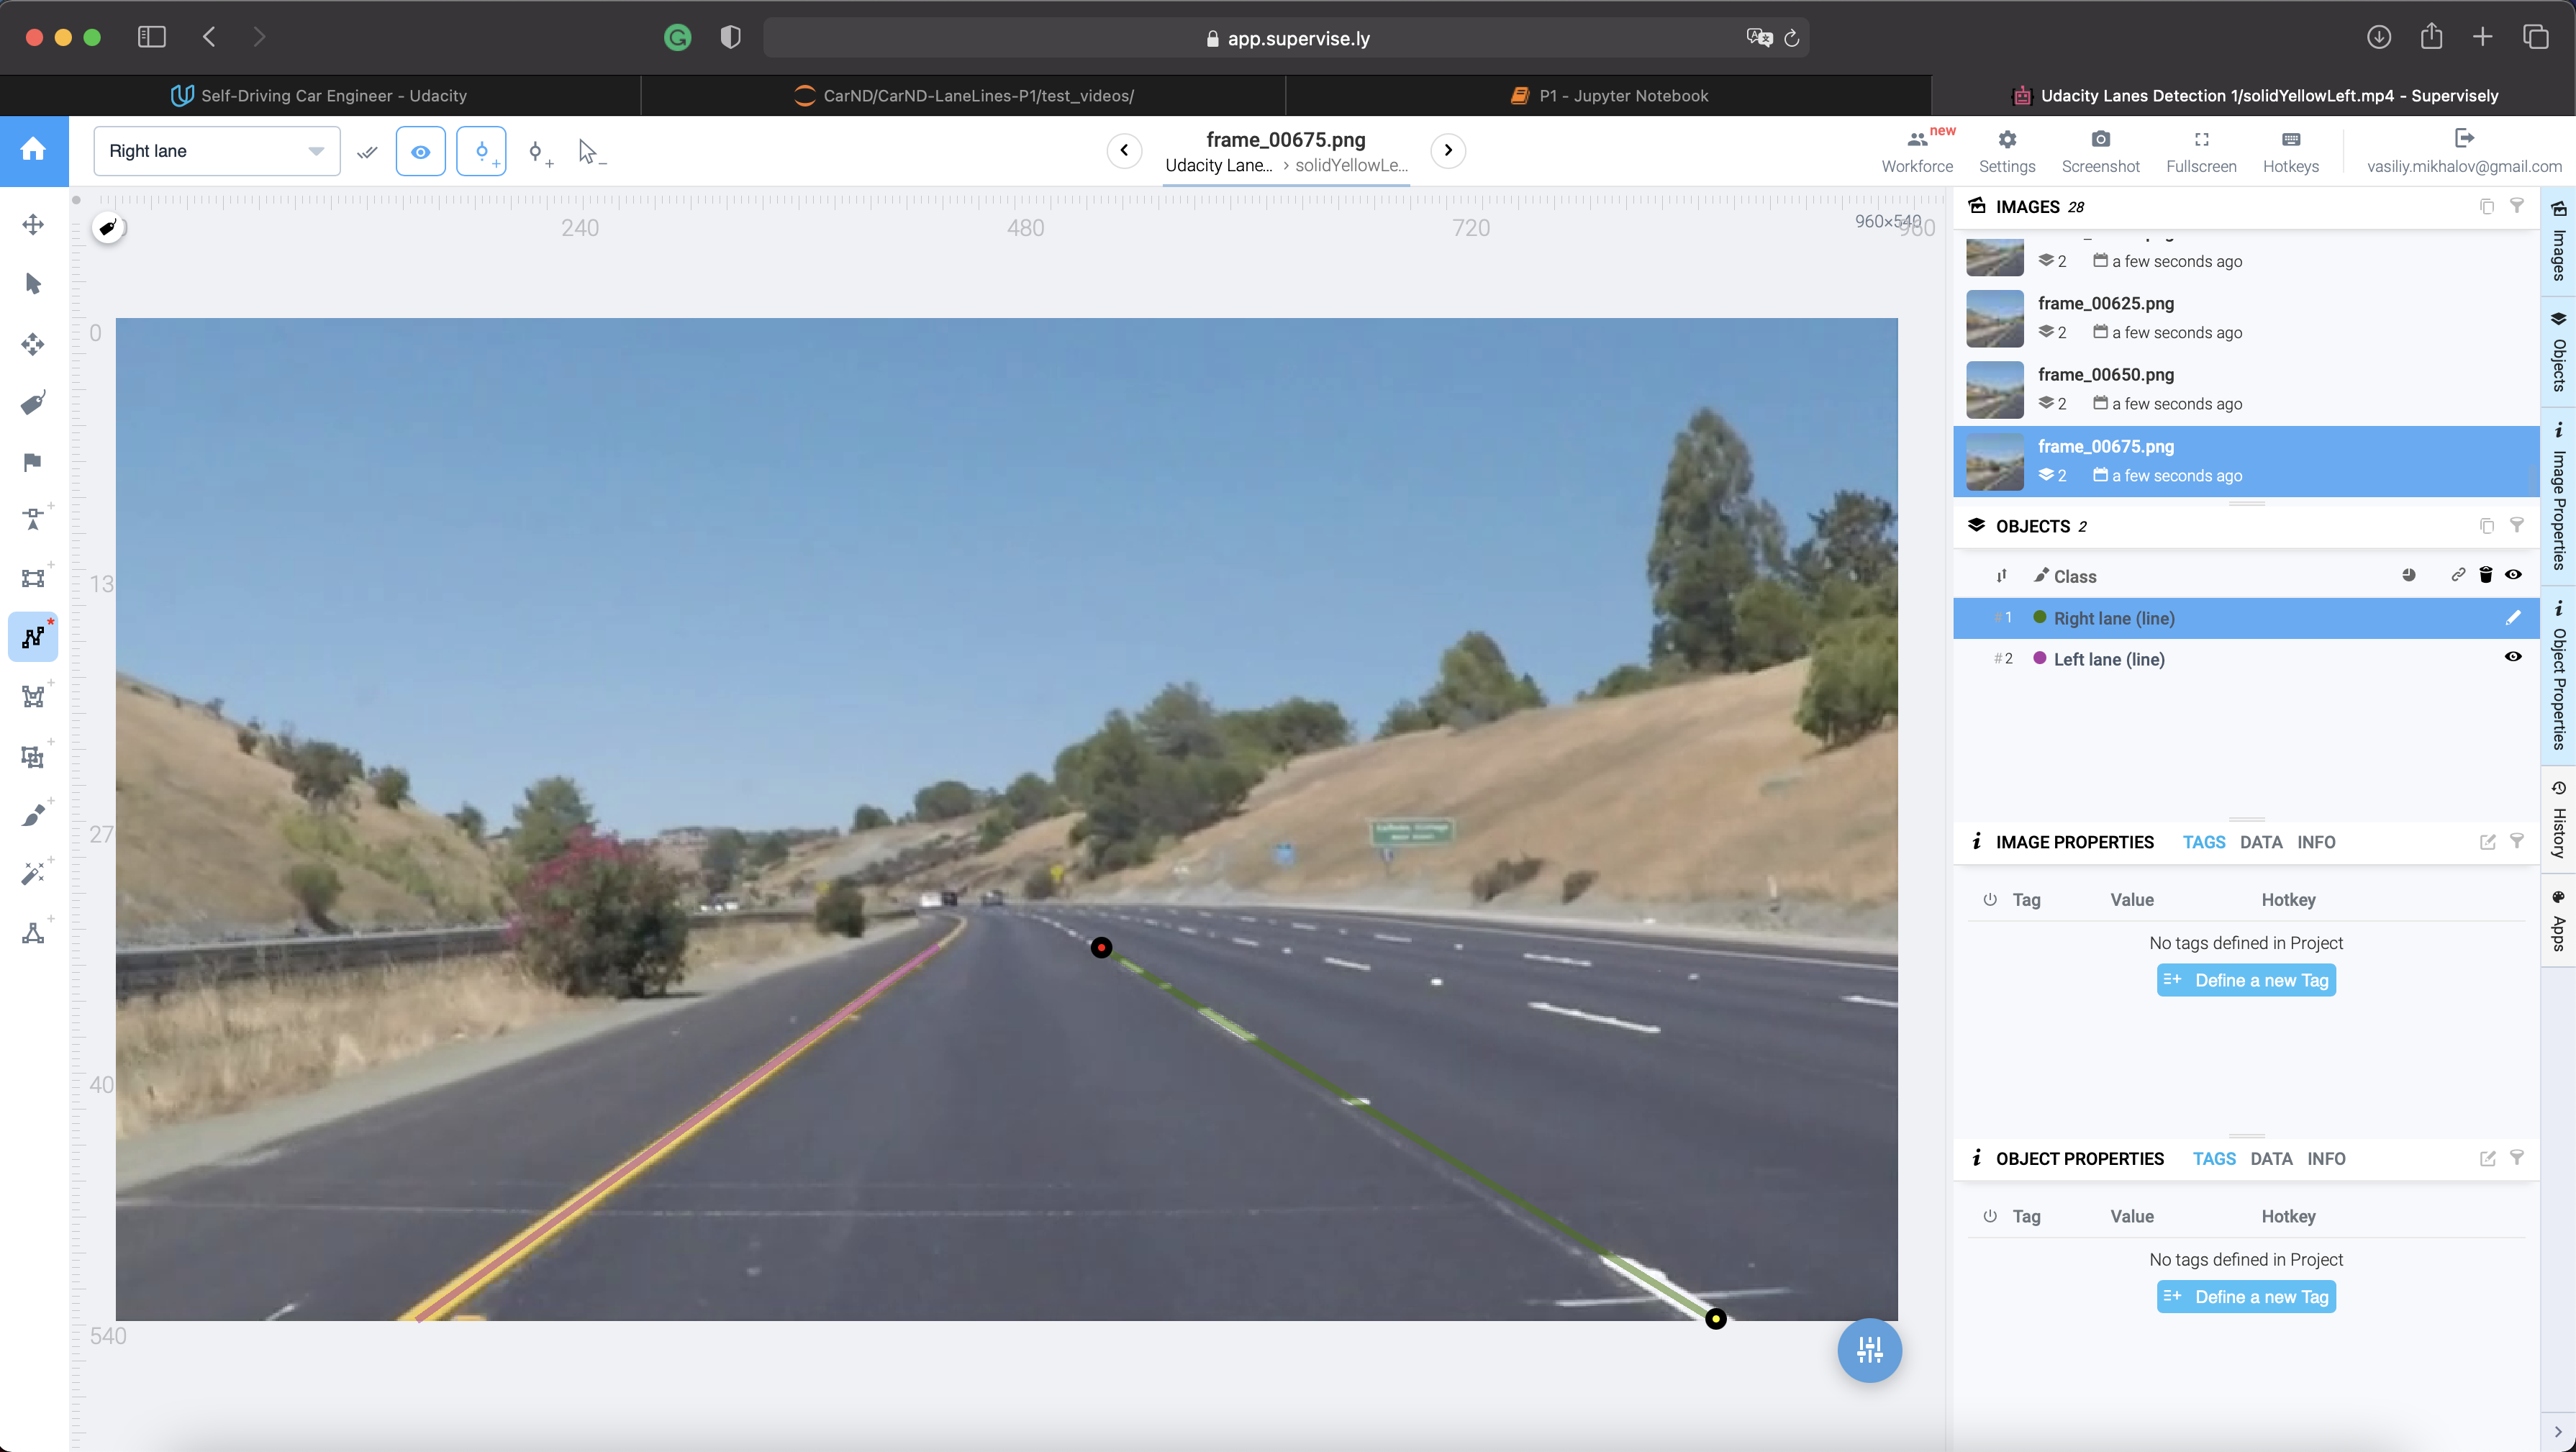 app.supervise.ly
Self-Driving Car Engineer - Udacity
CarND/CarND-LaneLines-P1/test_videos/
P1 - Jupyter Notebook
Udacity Lanes Detection 1/solidYellowLeft.mp4 - Supervisely
Right lane
frame_00675.png
Udacity Lane... › solidYellowLe...
new
Workforce
Settings
Screenshot
Fullscreen
Hotkeys
vasiliy.mikhalov@gmail.com
240
480
720
960×540
960
0
13
27
40
540
IMAGES 28
2 a few seconds ago
frame_00625.png
2 a few seconds ago
frame_00650.png
2 a few seconds ago
frame_00675.png
2 a few seconds ago
OBJECTS 2
Class
#1 Right lane (line)
#2 Left lane (line)
IMAGE PROPERTIES TAGS DATA INFO
Tag Value Hotkey
No tags defined in Project
Define a new Tag
OBJECT PROPERTIES TAGS DATA INFO
Tag Value Hotkey
No tags defined in Project
Define a new Tag
Images
Objects
Image Properties
Object Properties
History
Apps